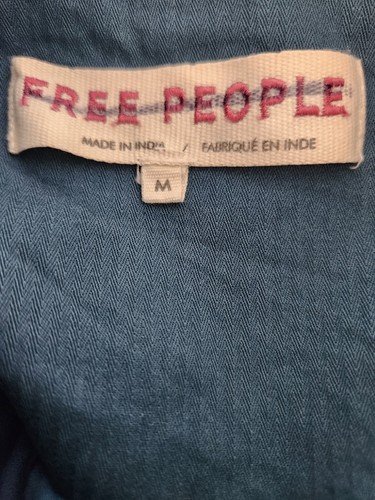 FREE PEOPLE
MADE IN INDIA / FABRIQUÉ EN INDE
M